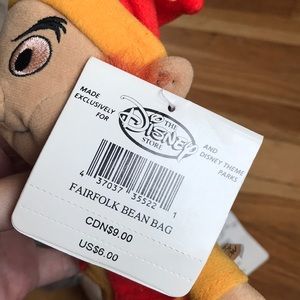 MADE
EXCLUSIVELY
FOR
THE
DISNEY
STORE
AND
DISNEY THEME
PARKS
4 37037 35522 1
FAIRFOLK BEAN BAG
CDN$9.00
US$6.00